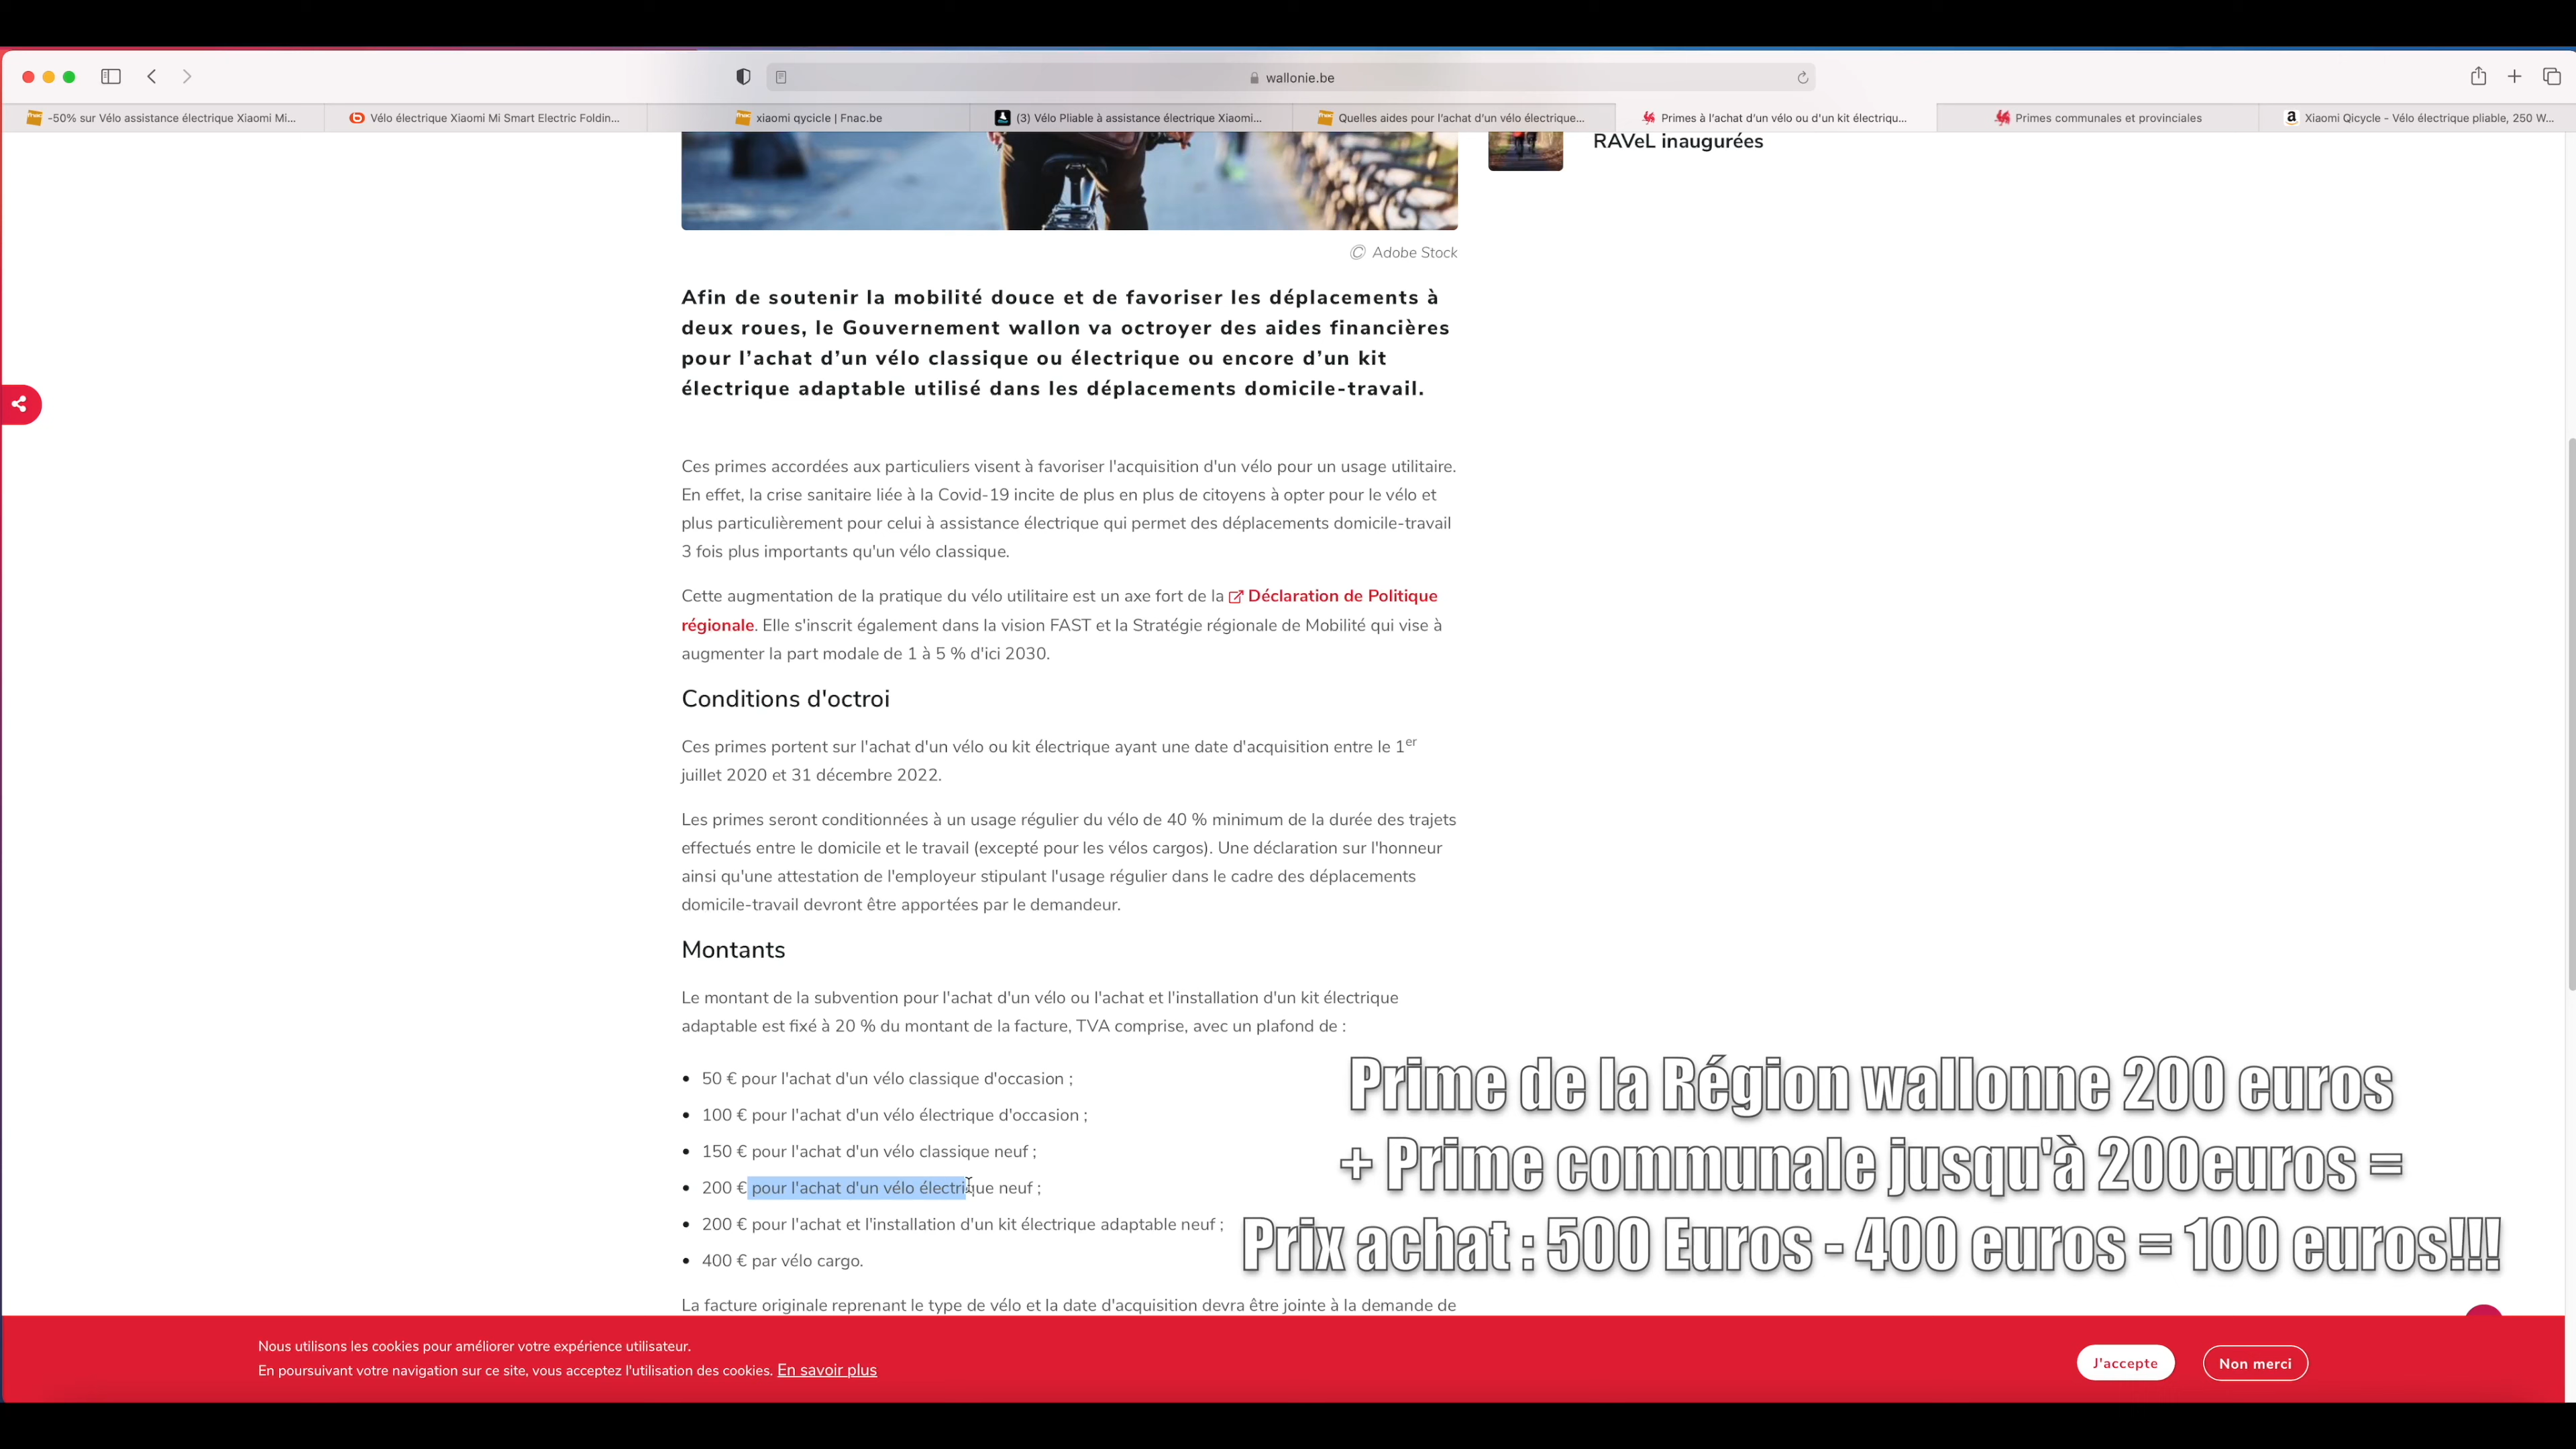 wallonie.be
-50% sur Vélo assistance électrique Xiaomi Mi...
Vélo électrique Xiaomi Mi Smart Electric Foldin...
xiaomi qycicle | Fnac.be
(3) Vélo Pliable à assistance électrique Xiaomi...
Quelles aides pour l'achat d'un vélo électrique...
Primes à l'achat d'un vélo ou d'un kit électriqu...
Primes communales et provinciales
Xiaomi Qicycle - Vélo électrique pliable, 250 W...
RAVeL inaugurées
© Adobe Stock
Afin de soutenir la mobilité douce et de favoriser les déplacements à
deux roues, le Gouvernement wallon va octroyer des aides financières
pour l’achat d’un vélo classique ou électrique ou encore d’un kit
électrique adaptable utilisé dans les déplacements domicile-travail.
Ces primes accordées aux particuliers visent à favoriser l'acquisition d'un vélo pour un usage utilitaire.
En effet, la crise sanitaire liée à la Covid-19 incite de plus en plus de citoyens à opter pour le vélo et
plus particulièrement pour celui à assistance électrique qui permet des déplacements domicile-travail
3 fois plus importants qu'un vélo classique.
Cette augmentation de la pratique du vélo utilitaire est un axe fort de la Déclaration de Politique
régionale. Elle s'inscrit également dans la vision FAST et la Stratégie régionale de Mobilité qui vise à
augmenter la part modale de 1 à 5 % d'ici 2030.
Conditions d'octroi
Ces primes portent sur l'achat d'un vélo ou kit électrique ayant une date d'acquisition entre le 1er
juillet 2020 et 31 décembre 2022.
Les primes seront conditionnées à un usage régulier du vélo de 40 % minimum de la durée des trajets
effectués entre le domicile et le travail (excepté pour les vélos cargos). Une déclaration sur l'honneur
ainsi qu'une attestation de l'employeur stipulant l'usage régulier dans le cadre des déplacements
domicile-travail devront être apportées par le demandeur.
Montants
Le montant de la subvention pour l'achat d'un vélo ou l'achat et l'installation d'un kit électrique
adaptable est fixé à 20 % du montant de la facture, TVA comprise, avec un plafond de :
• 50 € pour l'achat d'un vélo classique d'occasion ;
• 100 € pour l'achat d'un vélo électrique d'occasion ;
• 150 € pour l'achat d'un vélo classique neuf ;
• 200 € pour l'achat d'un vélo électrique neuf ;
• 200 € pour l'achat et l'installation d'un kit électrique adaptable neuf ;
• 400 € par vélo cargo.
La facture originale reprenant le type de vélo et la date d'acquisition devra être jointe à la demande de
Prime de la Région wallonne 200 euros
+ Prime communale jusqu'à 200euros =
Prix achat : 500 Euros - 400 euros = 100 euros!!!
Nous utilisons les cookies pour améliorer votre expérience utilisateur.
En poursuivant votre navigation sur ce site, vous acceptez l'utilisation des cookies. En savoir plus
J'accepte
Non merci